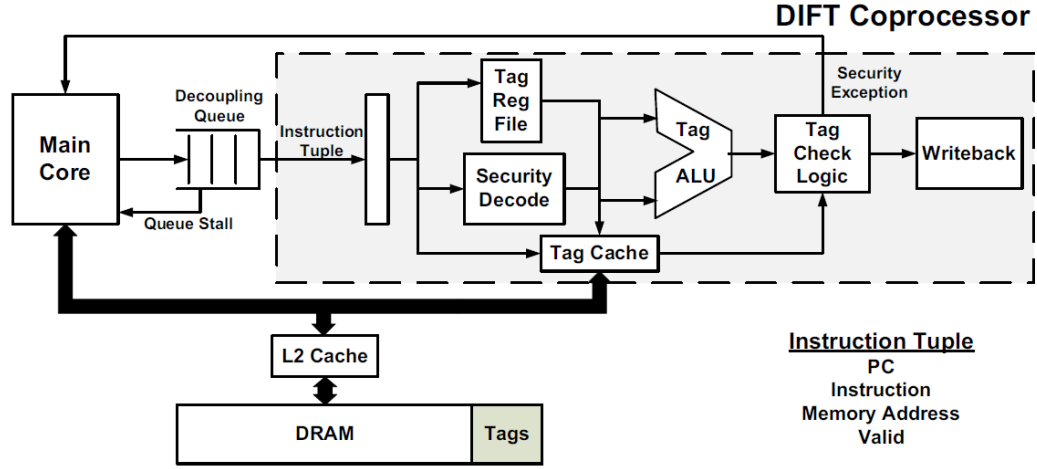 DIFT Coprocessor
Security
Exception
Decoupling
Queue
Tag
Reg
File
Main
Core
Instruction
Tuple
Tag
ALU
Tag
Check
Logic
Writeback
Security
Decode
Queue Stall
Tag Cache
L2 Cache
Instruction Tuple
PC
Instruction
Memory Address
Valid
DRAM
Tags